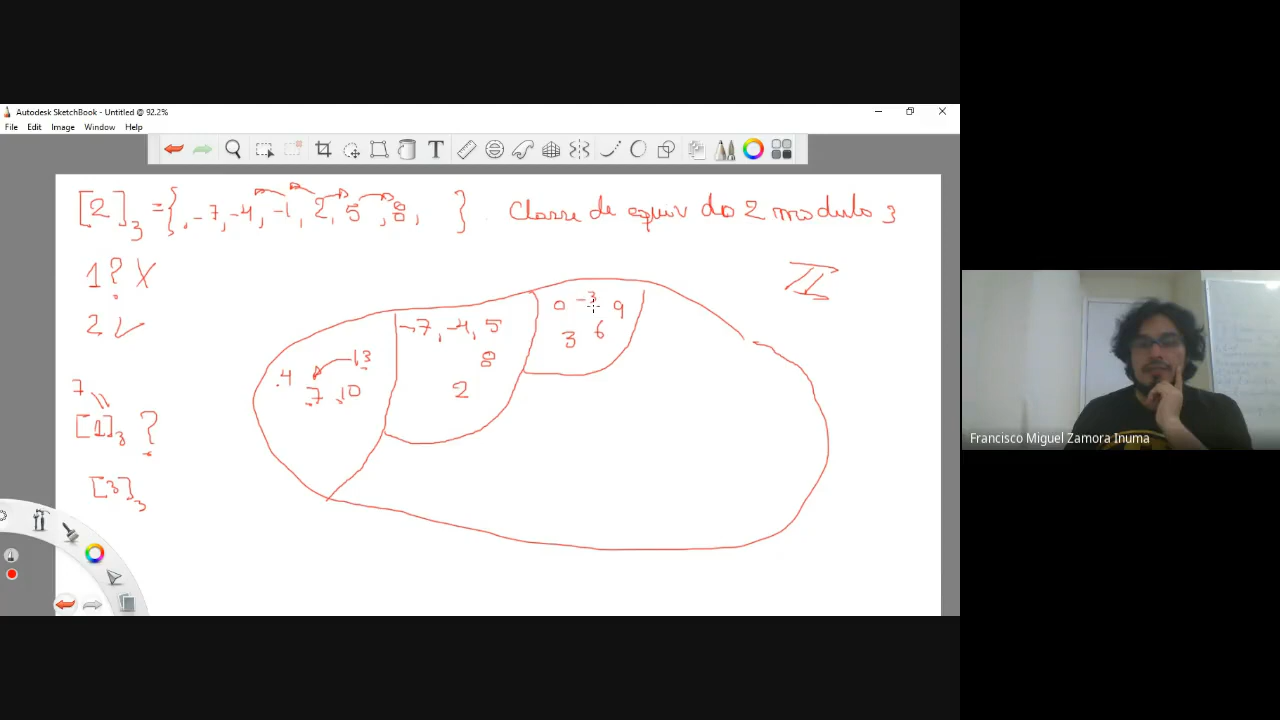 Autodesk SketchBook - Untitled @ 92.2%
File Edit Image Window Help
[2]₃ = {, -7, -4, -1, 2, 5, 8, } Classe de equiv do 2 modulo 3
1? X
ℤ
2 ✓
0 -3 9
3 6
-7, -4, 5
8
2
13
.4
.7 .10
7
[1]₃ ?
[3]₃
Francisco Miguel Zamora Inuma